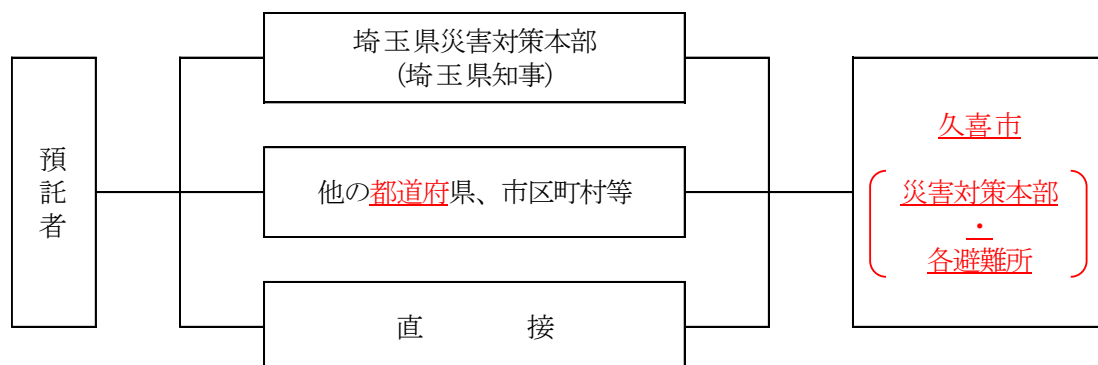 預託者
埼玉県災害対策本部
(埼玉県知事)
他の都道府県、市区町村等
直　　　接
久喜市
災害対策本部
・
各避難所